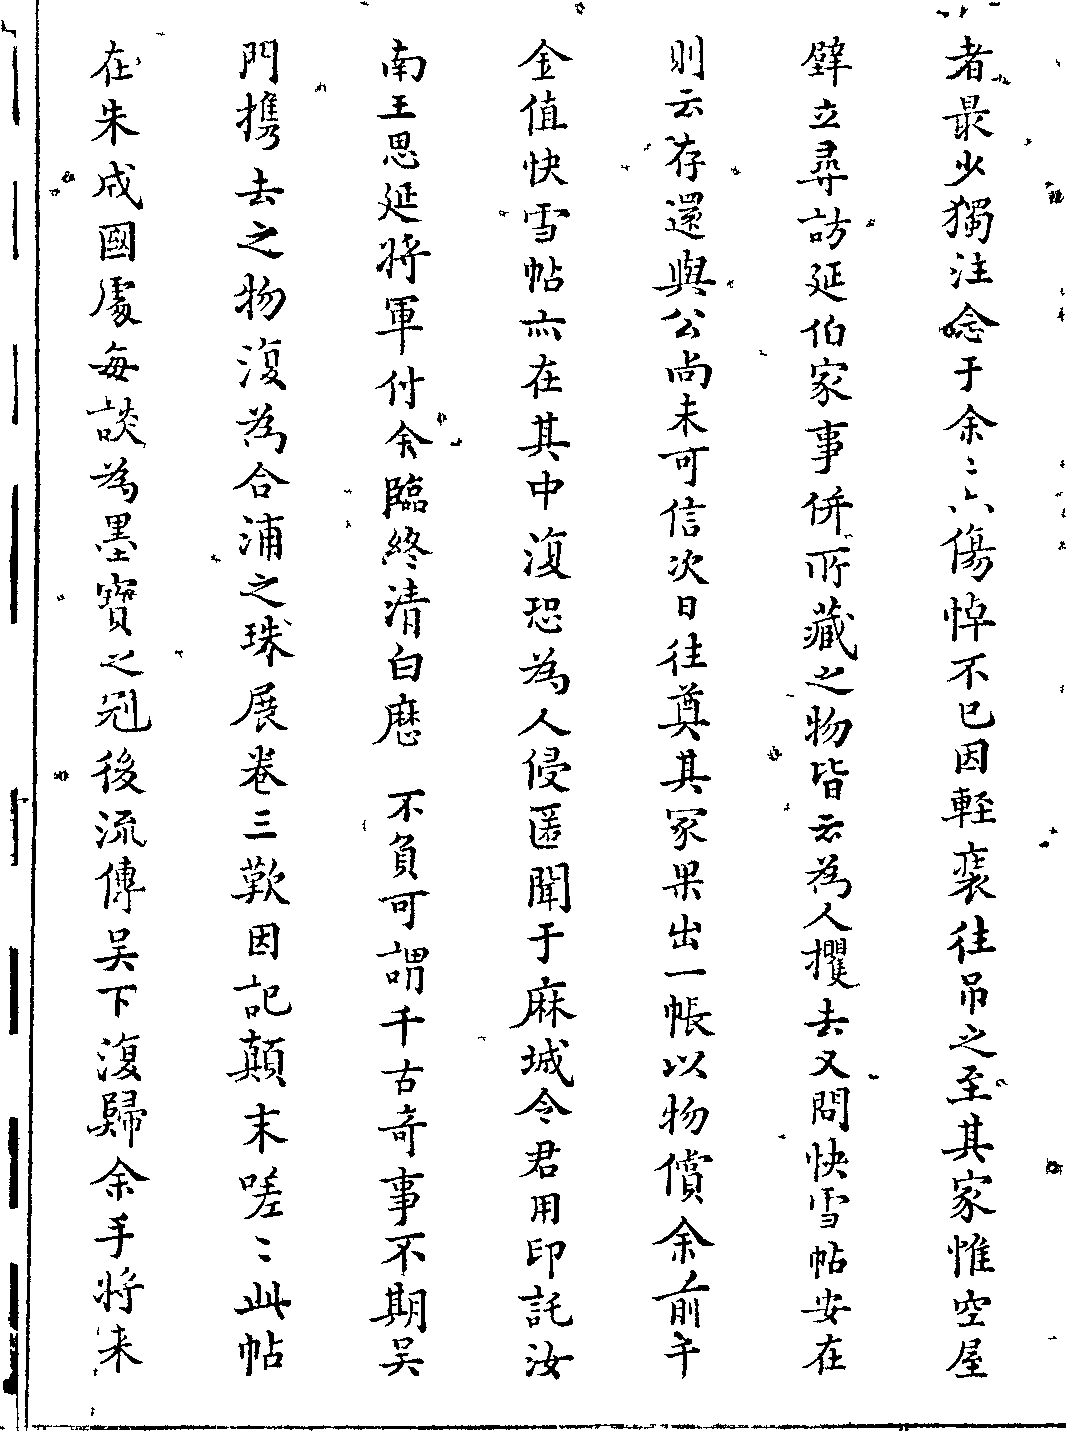 者最少獨注念于余〻亦傷悼不已因輕裘往吊之至其家惟空屋
壁立尋訪延伯家事併所藏之物皆云為人攫去又問快雪帖安在
則云存還與公尚未可信次日往奠其冢果出一帳以物償余前年
金值快雪帖亦在其中復恐為人侵匿聞于麻城令君用印託汝
南王思延將軍付余臨終清白歷 不負可謂千古奇事不期吳
門攜去之物復為合浦之珠展卷三歎因記顛末嗟〻此帖
在朱成國處每談為墨寶之冠後流傳吳下復歸余手將來